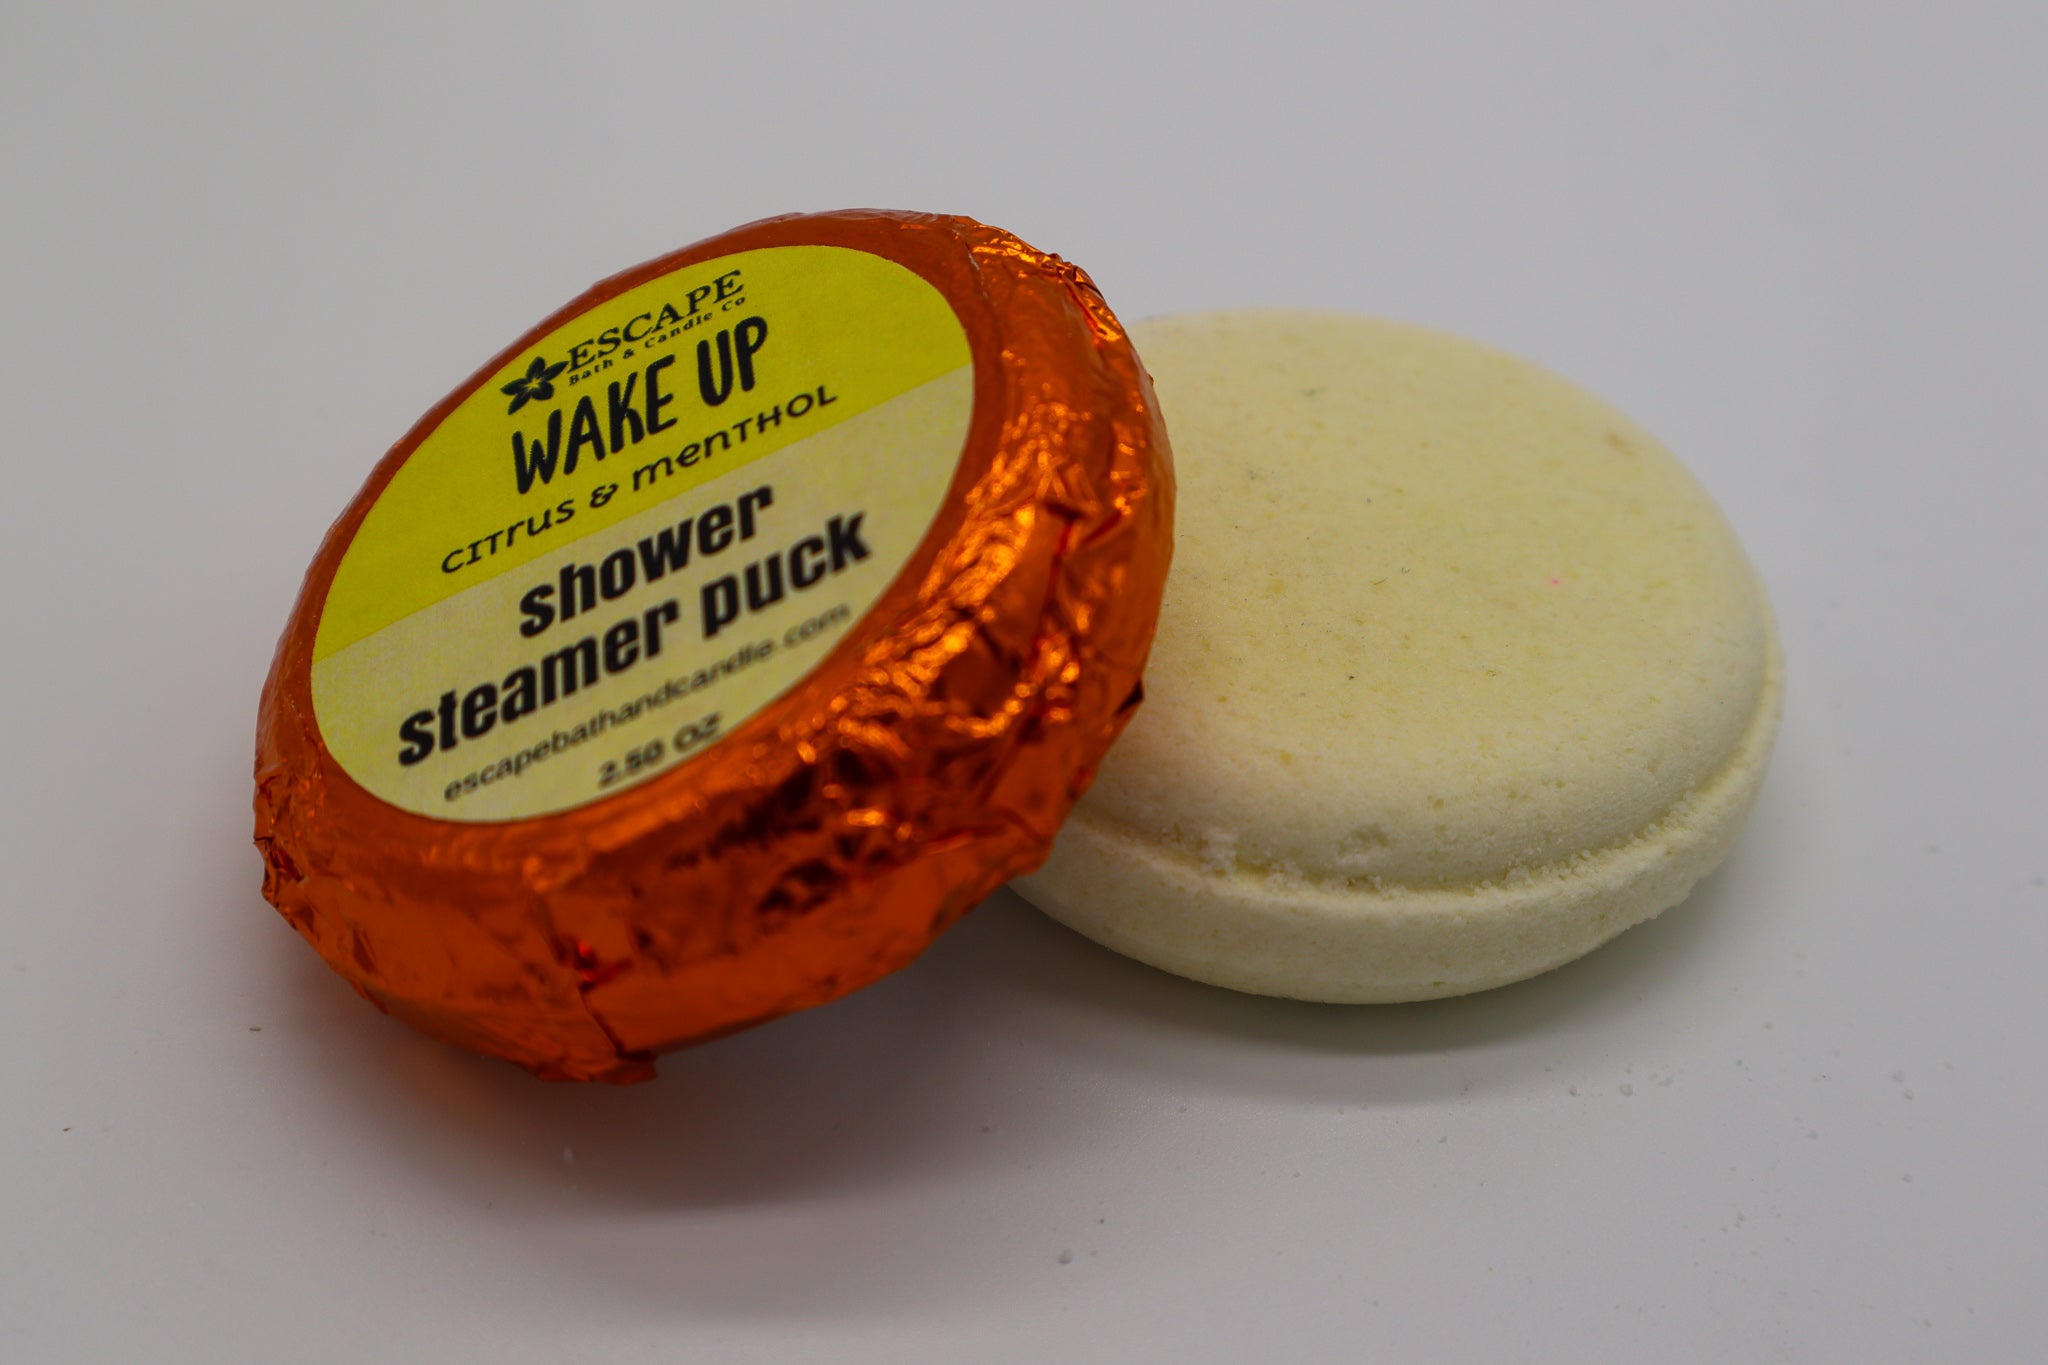 ESCAPE
Bath & Candle Co
WAKE UP
CITrus & menTHOL
shower
steamer puck
escapebathandcandle.com
2.50 OZ